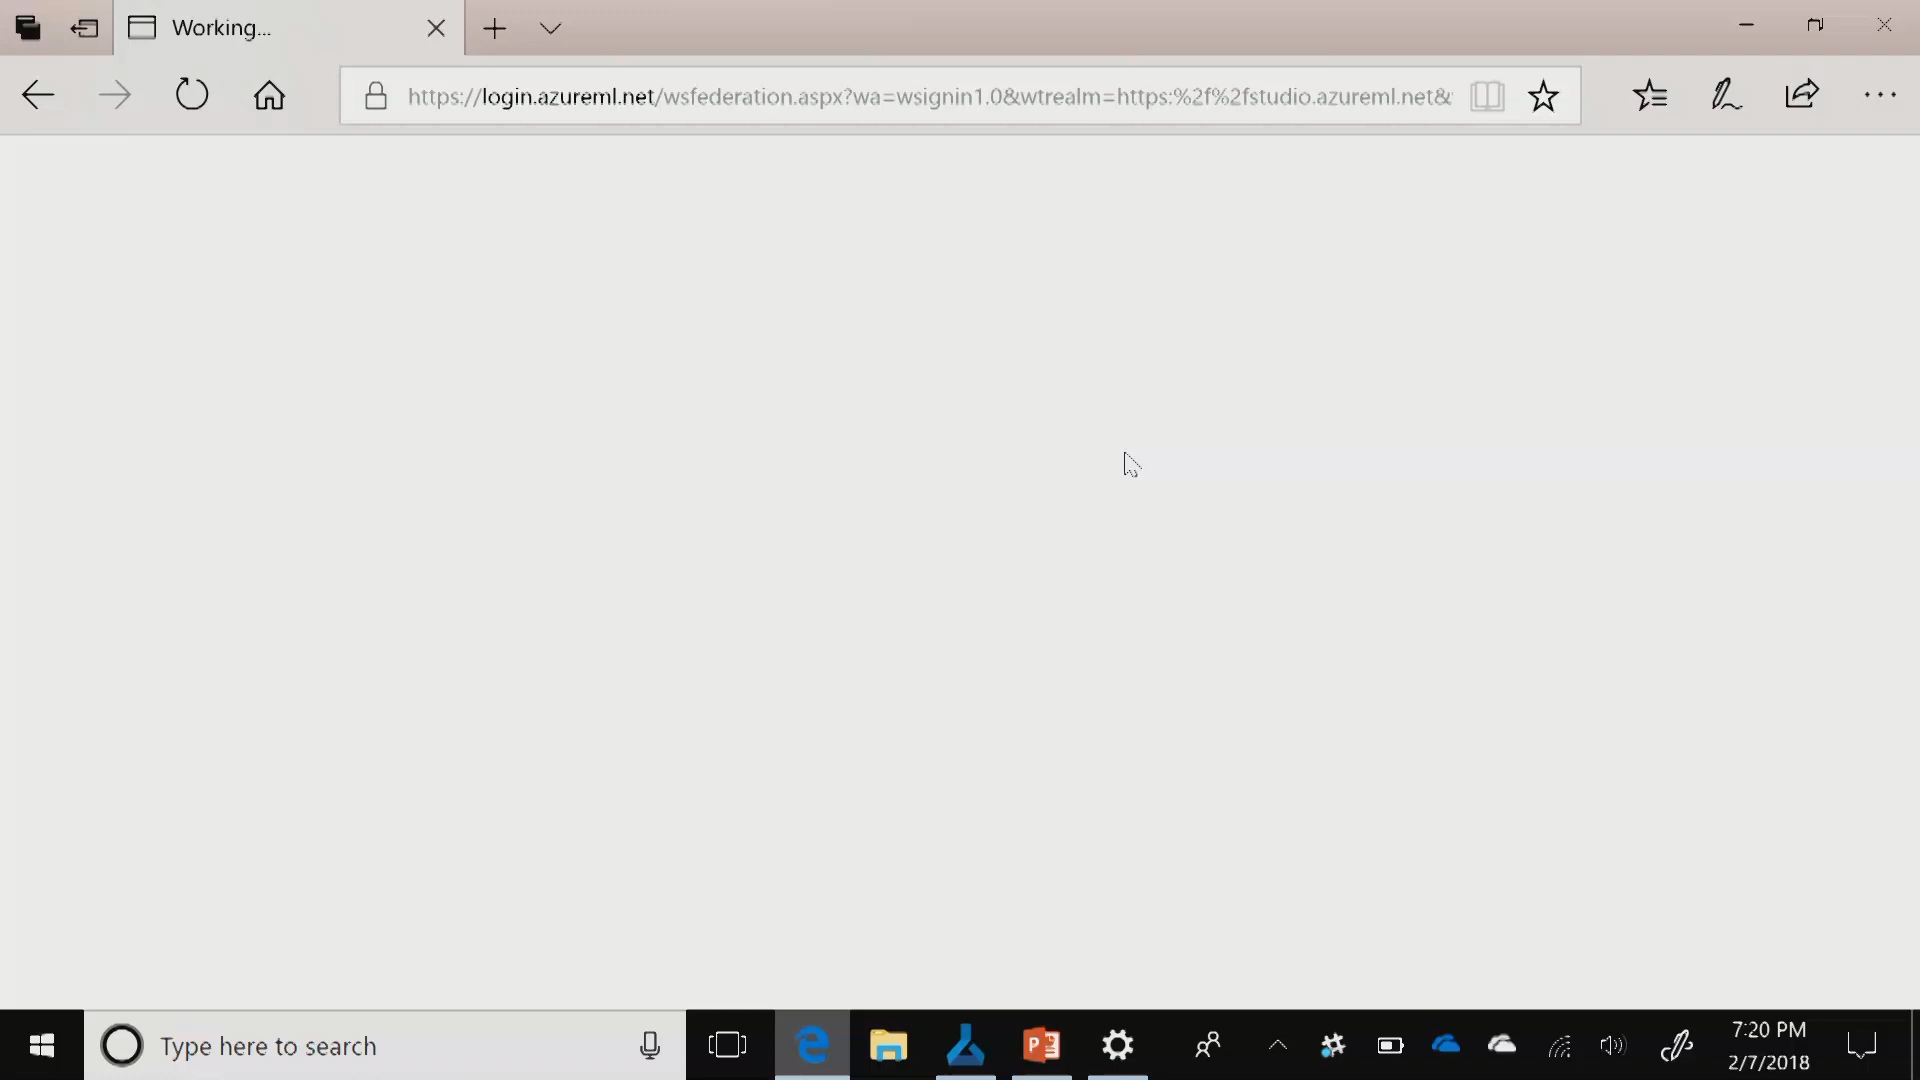 Working...
https://login.azureml.net/wsfederation.aspx?wa=wsignin1.0&wtrealm=https:%2f%2fstudio.azureml.net&
Type here to search
7:20 PM
2/7/2018